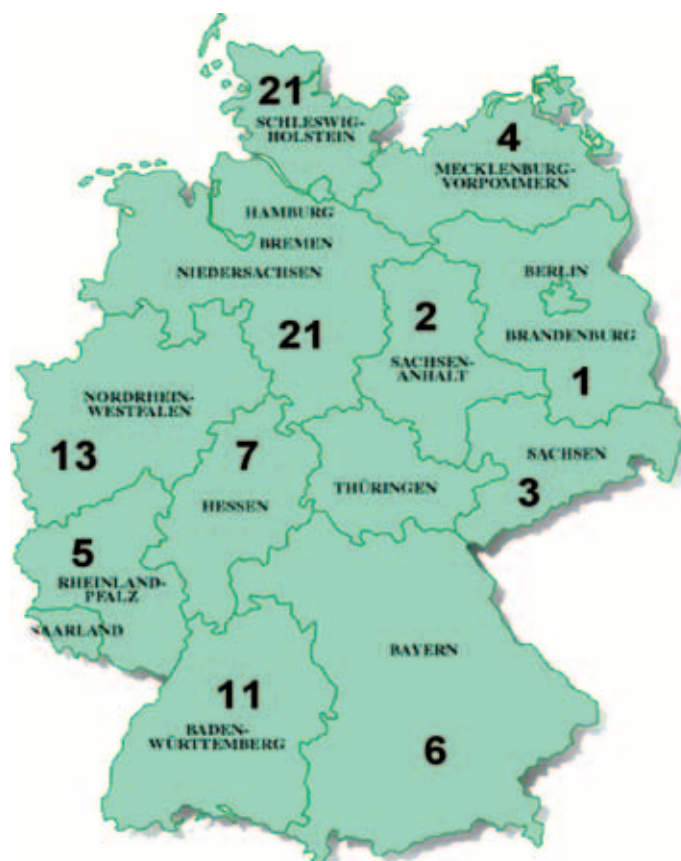 21
SCHLESWIG-
HOLSTEIN
4
MECKLENBURG-
VORPOMMERN
HAMBURG
BREMEN
NIEDERSACHSEN
BERLIN
2
21
BRANDENBURG
SACHSEN-
ANHALT
1
NORDRHEIN-
WESTFALEN
13
7
HESSEN
SACHSEN
THÜRINGEN
3
5
RHEINLAND-
PFALZ
SAARLAND
BAYERN
11
BADEN-
WÜRTTEMBERG
6